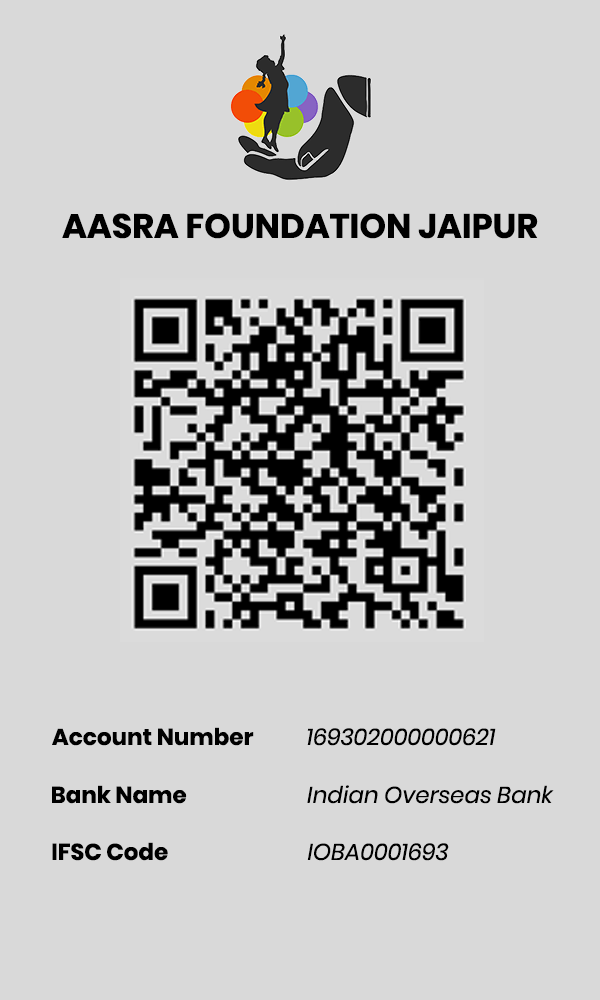 AASRA FOUNDATION JAIPUR
Account Number 169302000000621
Bank Name Indian Overseas Bank
IFSC Code IOBA0001693